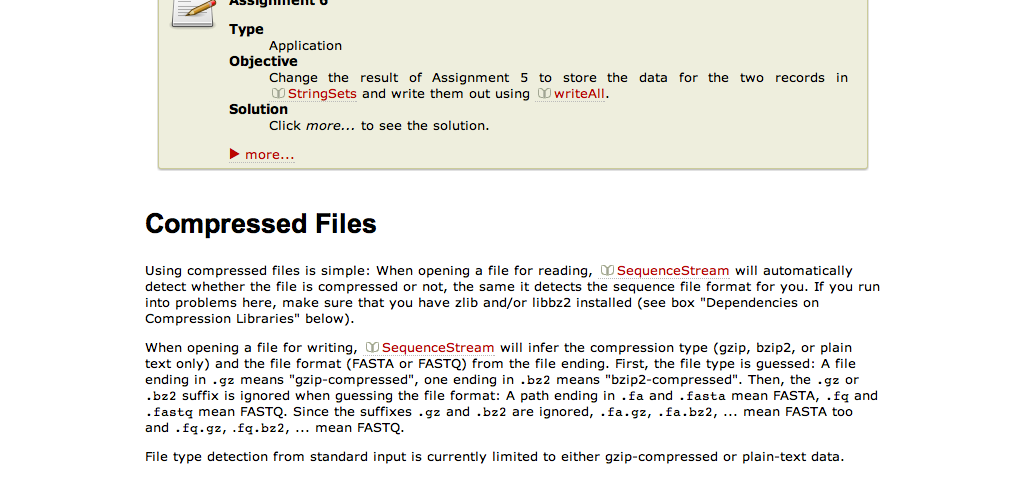 Assignment 6
Type
Application
Objective
Change the result of Assignment 5 to store the data for the two records in
StringSets and write them out using writeAll.
Solution
Click more... to see the solution.
more...
Compressed Files
Using compressed files is simple: When opening a file for reading, SequenceStream will automatically
detect whether the file is compressed or not, the same it detects the sequence file format for you. If you run
into problems here, make sure that you have zlib and/or libbz2 installed (see box "Dependencies on
Compression Libraries" below).
When opening a file for writing, SequenceStream will infer the compression type (gzip, bzip2, or plain
text only) and the file format (FASTA or FASTQ) from the file ending. First, the file type is guessed: A file
ending in .gz means "gzip-compressed", one ending in .bz2 means "bzip2-compressed". Then, the .gz or
.bz2 suffix is ignored when guessing the file format: A path ending in .fa and .fasta mean FASTA, .fq and
.fastq mean FASTQ. Since the suffixes .gz and .bz2 are ignored, .fa.gz, .fa.bz2, ... mean FASTA too
and .fq.gz, .fq.bz2, ... mean FASTQ.
File type detection from standard input is currently limited to either gzip-compressed or plain-text data.